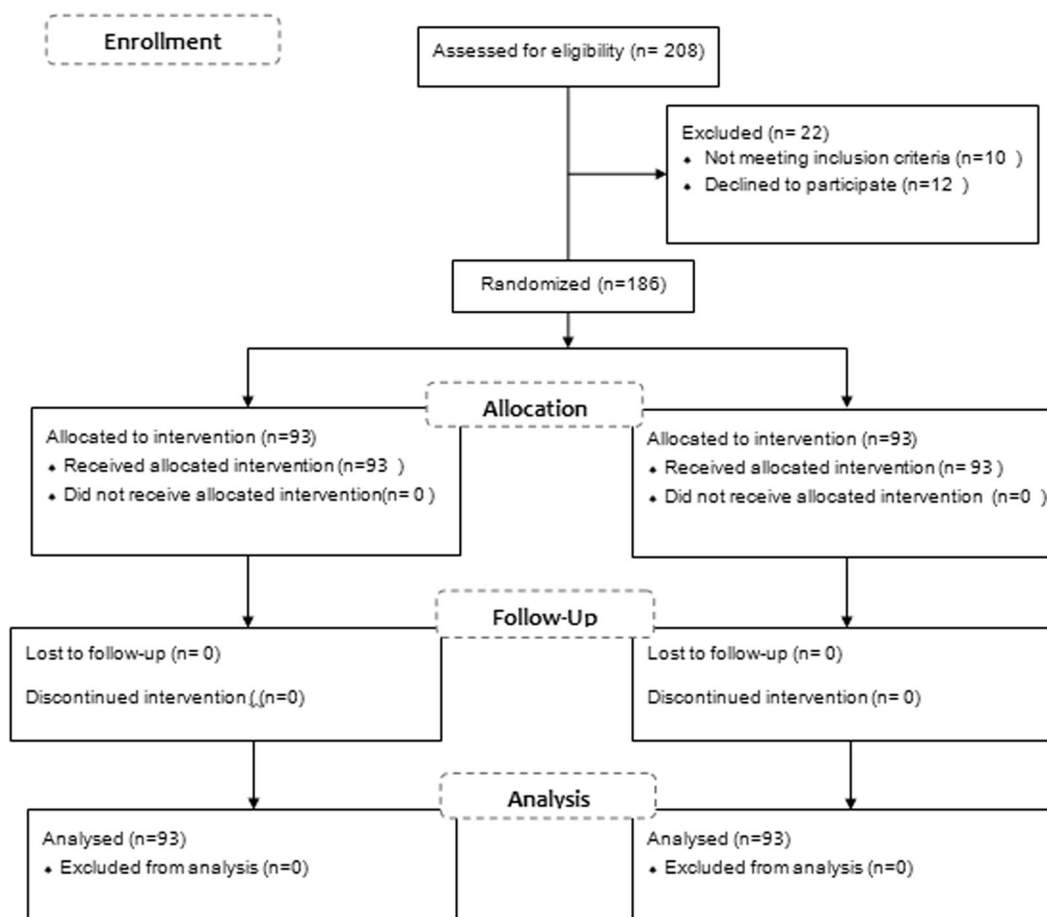 Enrollment
Assessed for eligibility (n= 208)
Excluded (n= 22)
• Not meeting inclusion criteria (n=10 )
• Declined to participate (n=12 )
Randomized (n=186)
Allocation
Allocated to intervention (n=93)
• Received allocated intervention (n=93 )
• Did not receive allocated intervention(n= 0 )
Allocated to intervention (n=93)
• Received allocated intervention (n= 93 )
• Did not receive allocated intervention (n=0 )
Follow-Up
Lost to follow-up (n= 0)
Discontinued intervention (,(n=0)
Lost to follow-up (n= 0)
Discontinued intervention (n= 0)
Analysis
Analysed (n=93)
• Excluded from analysis (n=0)
Analysed (n=93)
• Excluded from analysis (n=0)